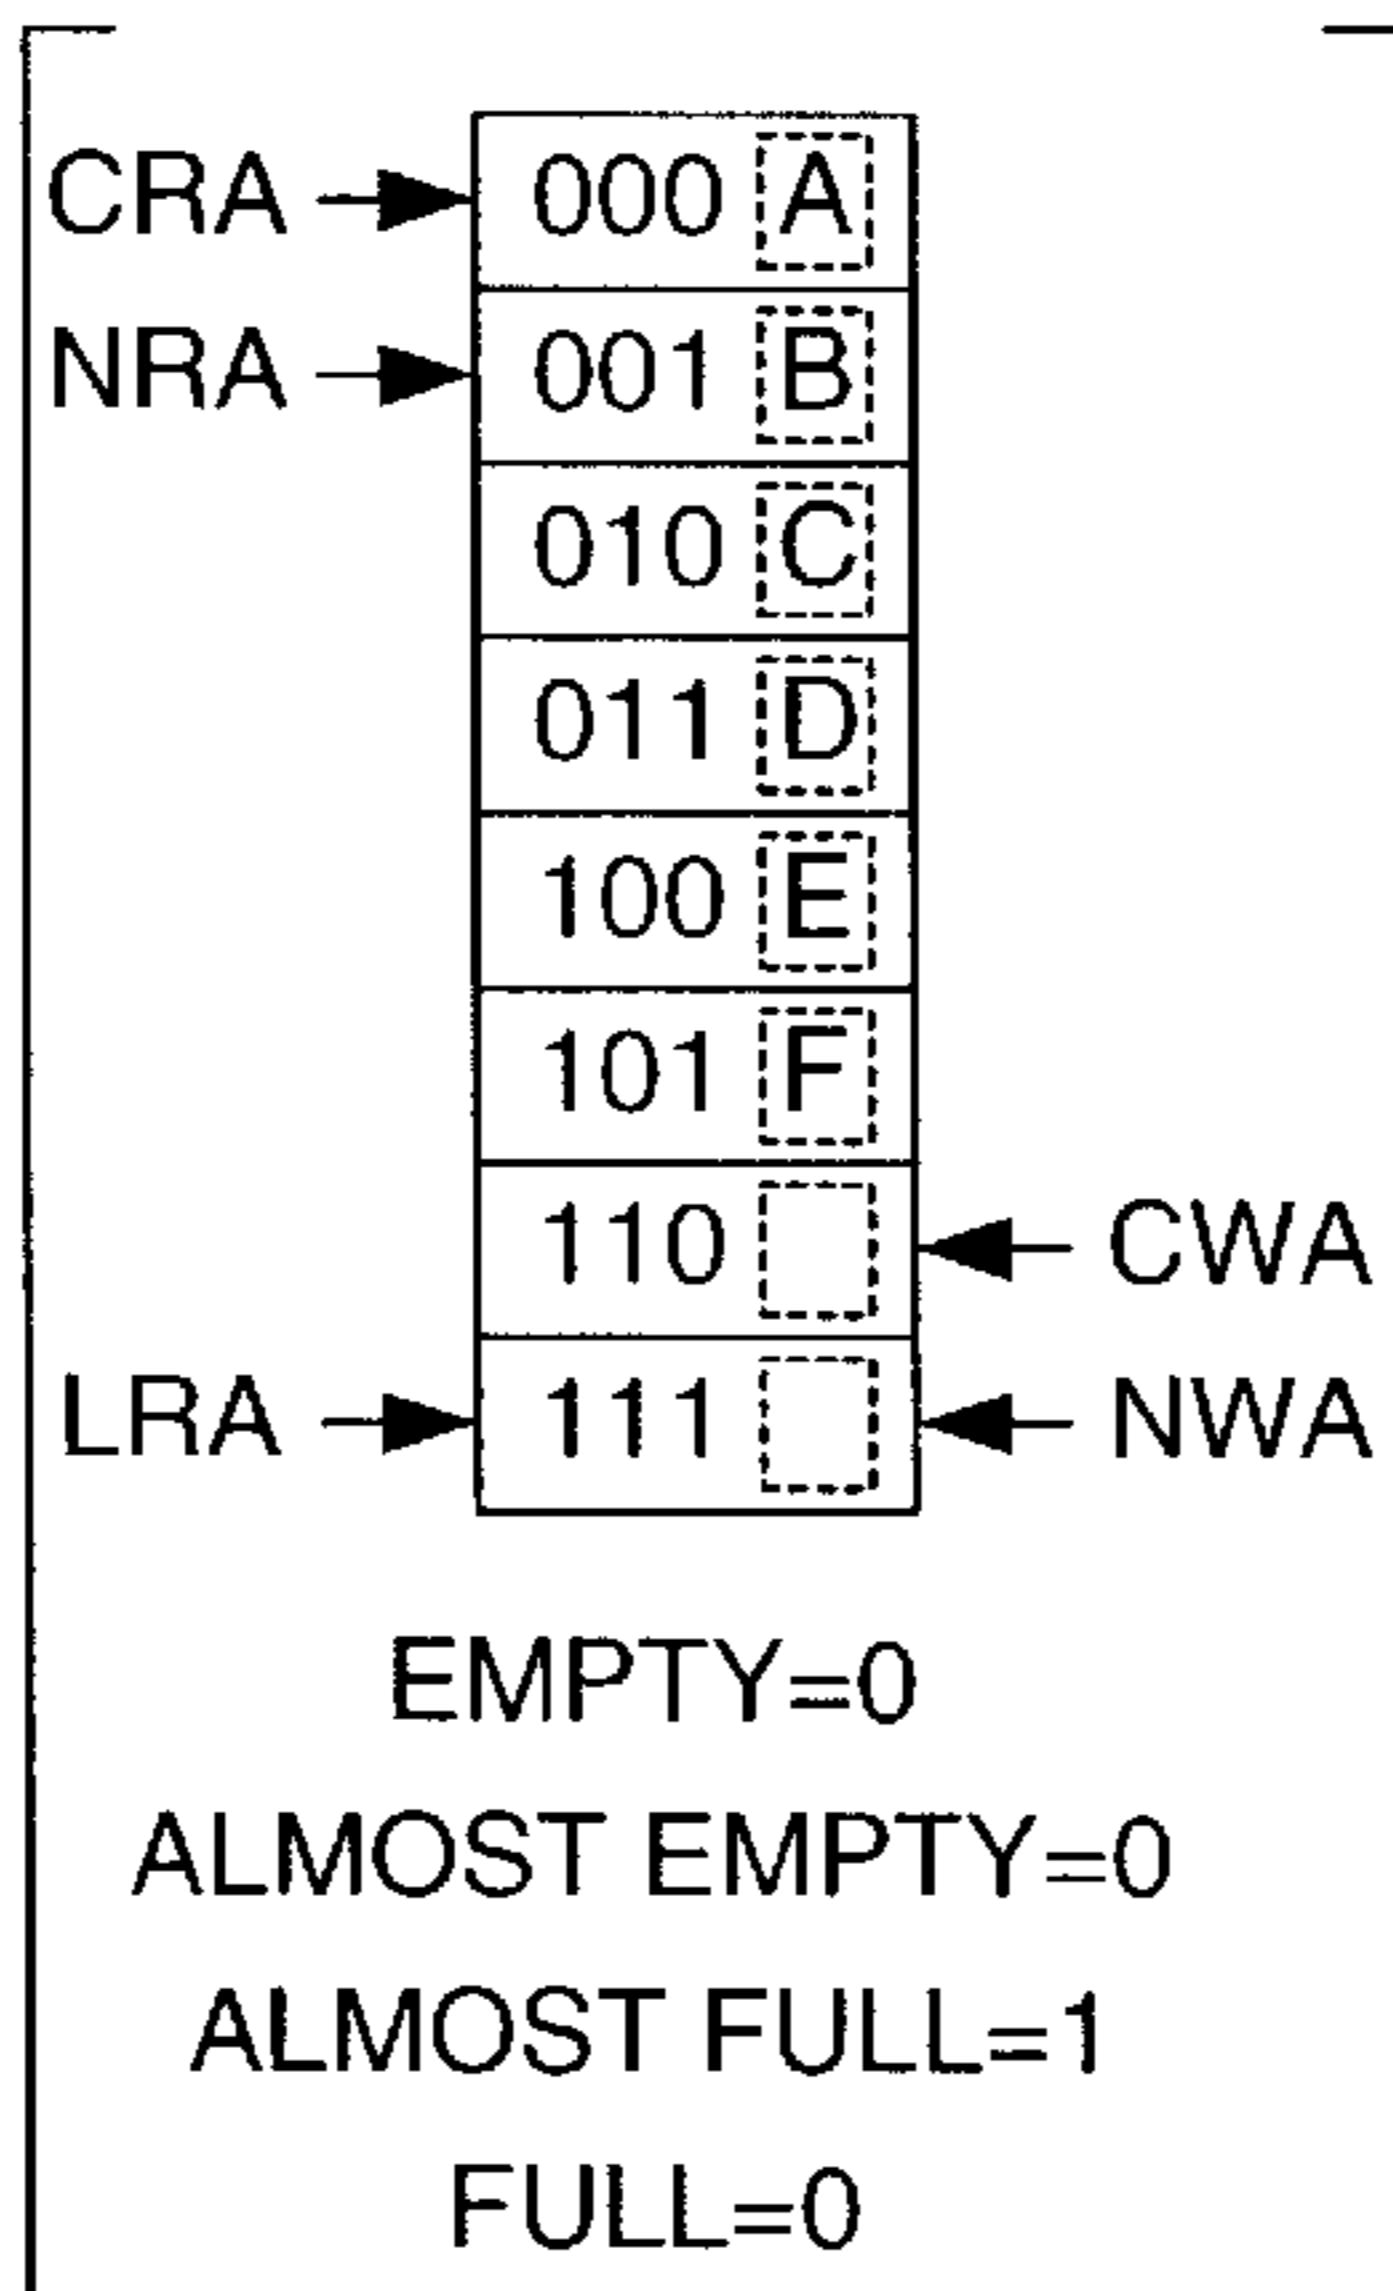 CRA 000 A
NRA 001 B
010 C
011 D
100 E
101 F
110 CWA
LRA 111 NWA
EMPTY=0
ALMOST EMPTY=0
ALMOST FULL=1
FULL=0